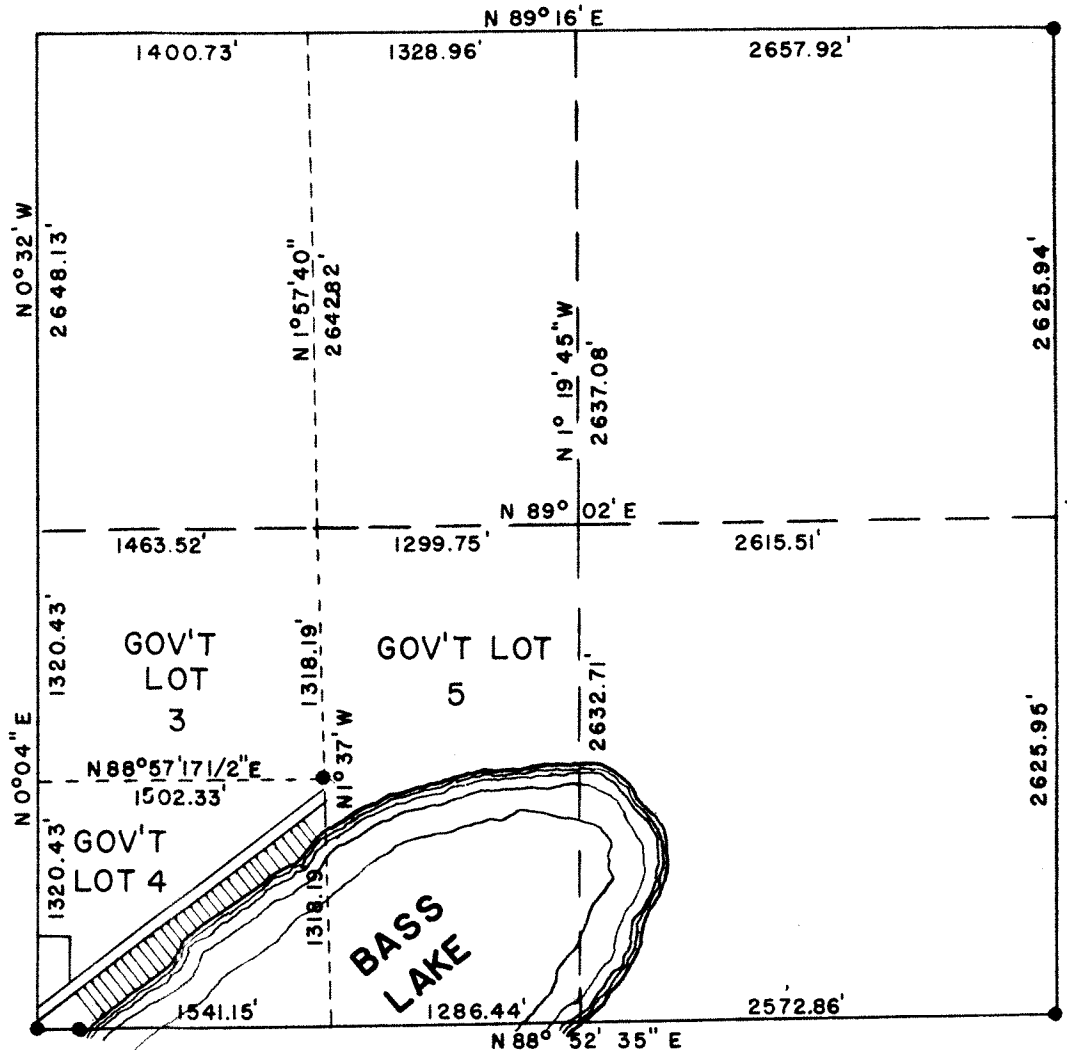 N 89° 16' E
1400.73' 1328.96' 2657.92'
N 0° 32' W
2648.13'
N 1° 57' 40"
2642.82'
N 1° 19' 45" W
2637.08'
2625.94'
N 89° 02' E
1463.52' 1299.75' 2615.51'
N 0° 04" E
1320.43'
GOV'T
LOT
3
1318.19'
GOV'T LOT
5
2632.71'
2625.95'
N 88° 57' 17 1/2" E
1502.33'
N 1° 37' W
1320.43'
GOV'T
LOT 4
1318.19
BASS
LAKE
1541.15' 1286.44' 2572.86'
N 88° 52' 35" E